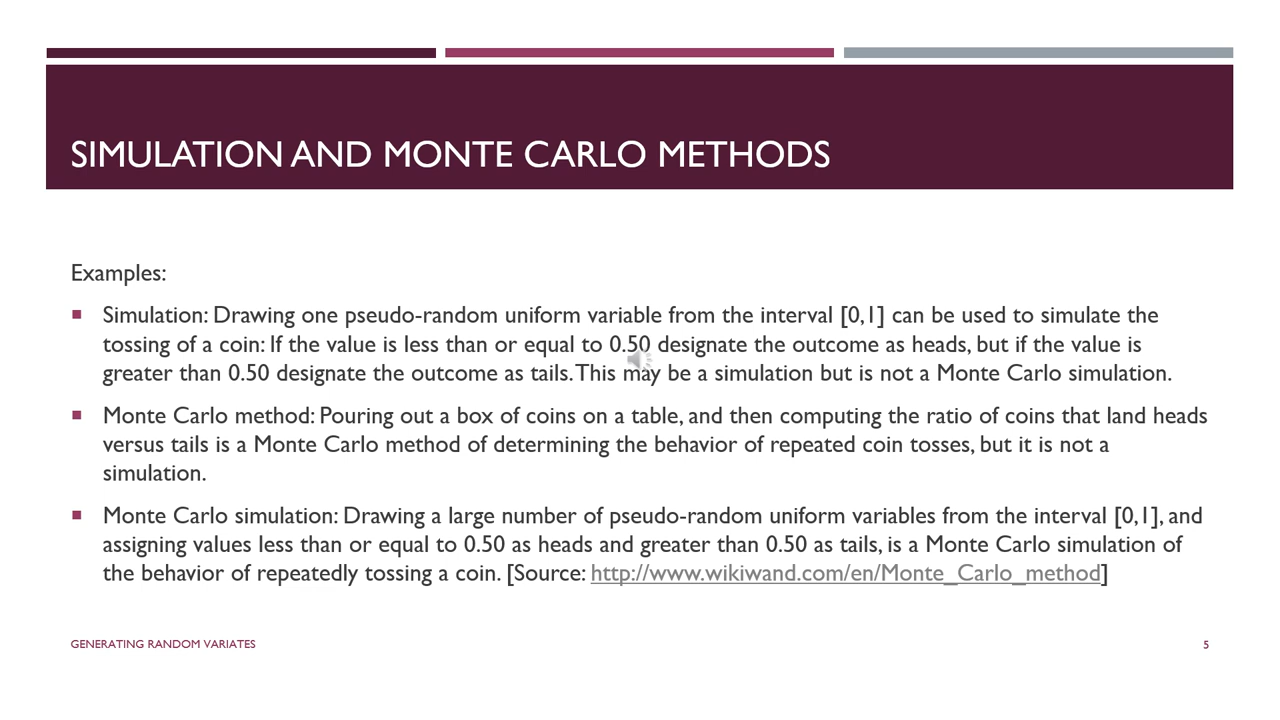 SIMULATION AND MONTE CARLO METHODS
Examples:
Simulation: Drawing one pseudo-random uniform variable from the interval [0,1] can be used to simulate the
tossing of a coin: If the value is less than or equal to 0.50 designate the outcome as heads, but if the value is
greater than 0.50 designate the outcome as tails. This may be a simulation but is not a Monte Carlo simulation.
Monte Carlo method: Pouring out a box of coins on a table, and then computing the ratio of coins that land heads
versus tails is a Monte Carlo method of determining the behavior of repeated coin tosses, but it is not a
simulation.
Monte Carlo simulation: Drawing a large number of pseudo-random uniform variables from the interval [0,1], and
assigning values less than or equal to 0.50 as heads and greater than 0.50 as tails, is a Monte Carlo simulation of
the behavior of repeatedly tossing a coin. [Source: http://www.wikiwand.com/en/Monte_Carlo_method]
GENERATING RANDOM VARIATES
5